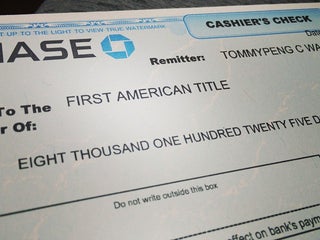 UP TO THE LIGHT TO VIEW TRUE WATERMARK
CASHIER'S CHECK
HASE
Date
Remitter: TOMMYPENG C WA
To The
r Of:
FIRST AMERICAN TITLE
EIGHT THOUSAND ONE HUNDRED TWENTY FIVE D
Do not write outside this box
effect on bank's paym